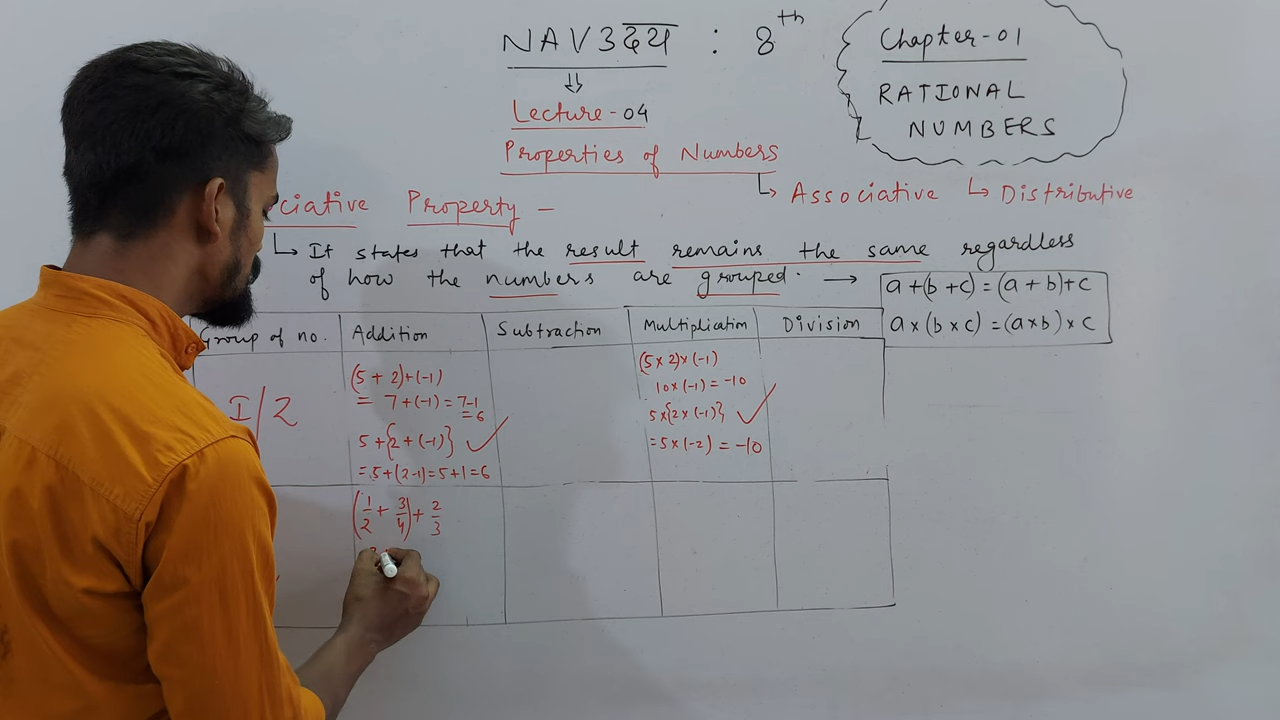 NAV उदय : 8th
Chapter-01
RATIONAL
NUMBERS
Lecture-04
Properties of Numbers
↳ Associative ↳ Distributive
ciative Property -
↳ It states that the result remains the same regardless
of how the numbers are grouped. →
a+(b+c)=(a+b)+c
a×(b×c)=(a×b)×c
Group of no. Addition Subtraction Multiplication Division
I/Z
(5+2)+(-1)
= 7+(-1) = 7-1
=6
5+{2+(-1)} ✓
=5+(2-1)=5+1=6
(5×2)×(-1)
10×(-1)=-10
5×{2×(-1)} ✓
=5×(-2)=-10
(1/2+3/4)+2/3